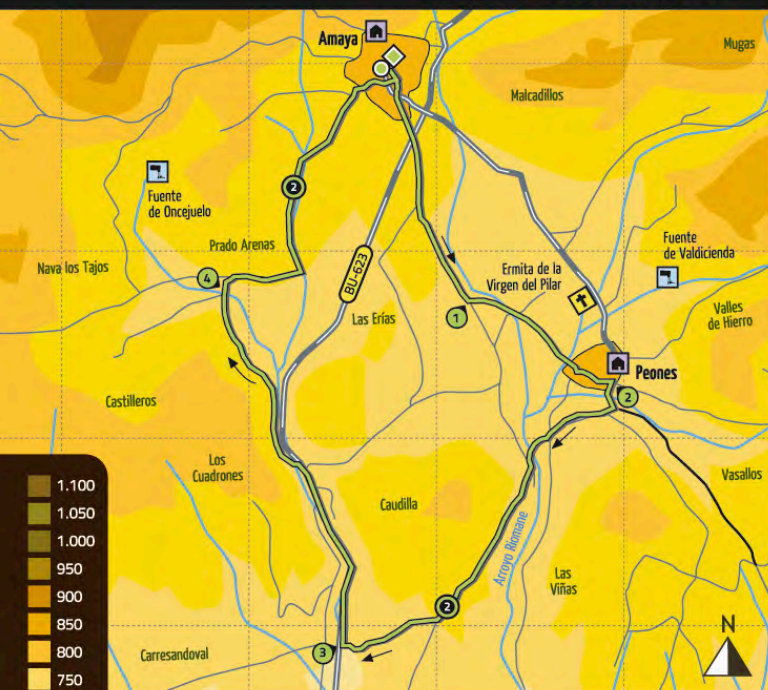 Amaya
Mugas
Malcadillos
Fuente
de Oncejuelo
2
Prado Arenas
Nava los Tajos
4
BU-623
Las Erías
1
Ermita de la
Virgen del Pilar
Fuente
de Valdicienda
Valles
de Hierro
Peones
2
Castilleros
Los
Cuadrones
Caudilla
Vasallos
Arroyo Riomane
Las
Viñas
2
3
Carresandoval
N
1.100
1.050
1.000
950
900
850
800
750